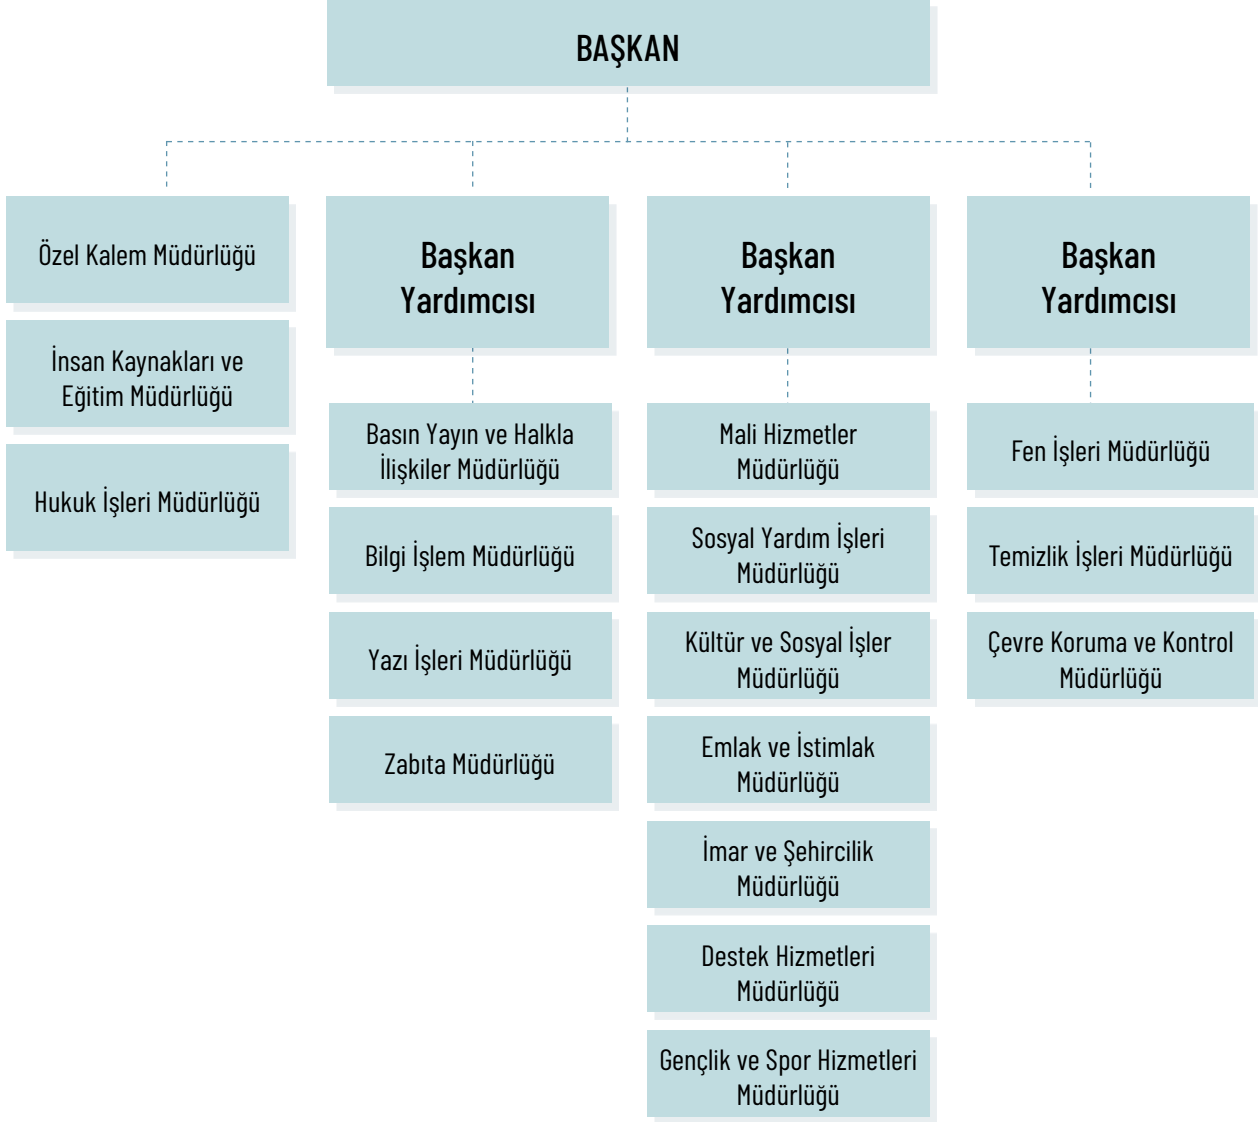 BAŞKAN
Özel Kalem Müdürlüğü
İnsan Kaynakları ve
Eğitim Müdürlüğü
Hukuk İşleri Müdürlüğü
Başkan
Yardımcısı
Basın Yayın ve Halkla
İlişkiler Müdürlüğü
Bilgi İşlem Müdürlüğü
Yazı İşleri Müdürlüğü
Zabıta Müdürlüğü
Başkan
Yardımcısı
Mali Hizmetler
Müdürlüğü
Sosyal Yardım İşleri
Müdürlüğü
Kültür ve Sosyal İşler
Müdürlüğü
Emlak ve İstimlak
Müdürlüğü
İmar ve Şehircilik
Müdürlüğü
Destek Hizmetleri
Müdürlüğü
Gençlik ve Spor Hizmetleri
Müdürlüğü
Başkan
Yardımcısı
Fen İşleri Müdürlüğü
Temizlik İşleri Müdürlüğü
Çevre Koruma ve Kontrol
Müdürlüğü